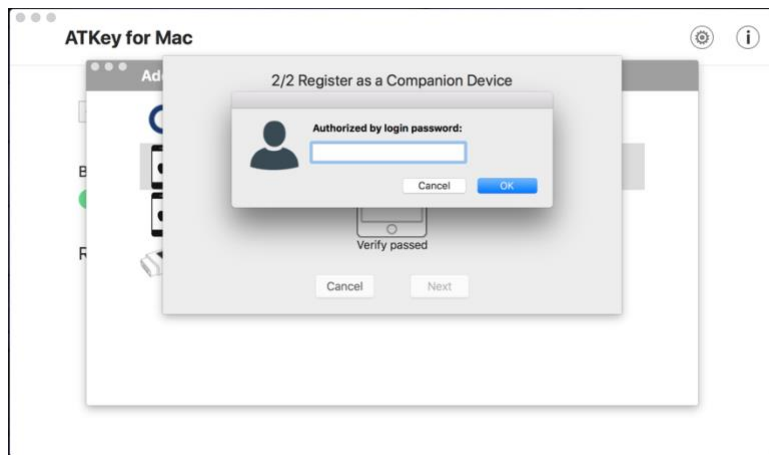 ATKey for Mac
Ad
2/2 Register as a Companion Device
Authorized by login password:
Cancel
OK
B
Verify passed
R
Cancel
Next